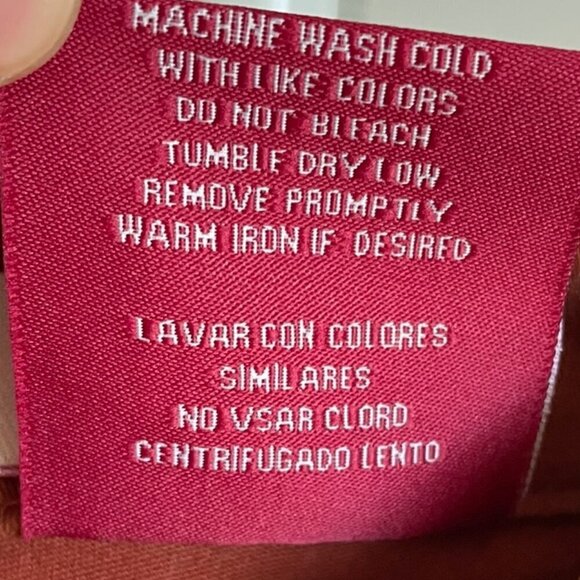 MACHINE WASH COLD
WITH LIKE COLORS
DO NOT BLEACH
TUMBLE DRY LOW
REMOVE PROMPTLY
WARM IRON IF DESIRED
LAVAR CON COLORES
SIMILARES
NO VSAR CLORD
CENTRIFUGADO LENTO